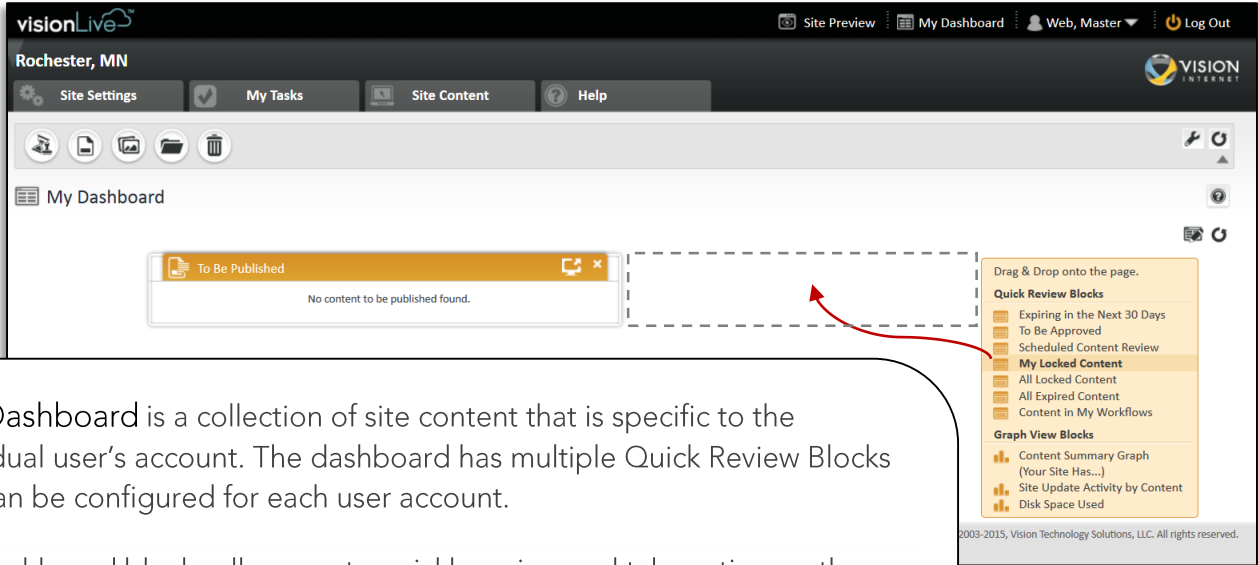 visionLive
Site Preview My Dashboard Web, Master Log Out
Rochester, MN
VISION
INTERNET
Site Settings My Tasks Site Content Help
My Dashboard
To Be Published
No content to be published found.
Drag & Drop onto the page.
Quick Review Blocks
Expiring in the Next 30 Days
To Be Approved
Scheduled Content Review
My Locked Content
All Locked Content
All Expired Content
Content in My Workflows
Graph View Blocks
Content Summary Graph
(Your Site Has...)
Site Update Activity by Content
Disk Space Used
Dashboard is a collection of site content that is specific to the
dual user's account. The dashboard has multiple Quick Review Blocks
an be configured for each user account.
2003-2015, Vision Technology Solutions, LLC. All rights reserved.